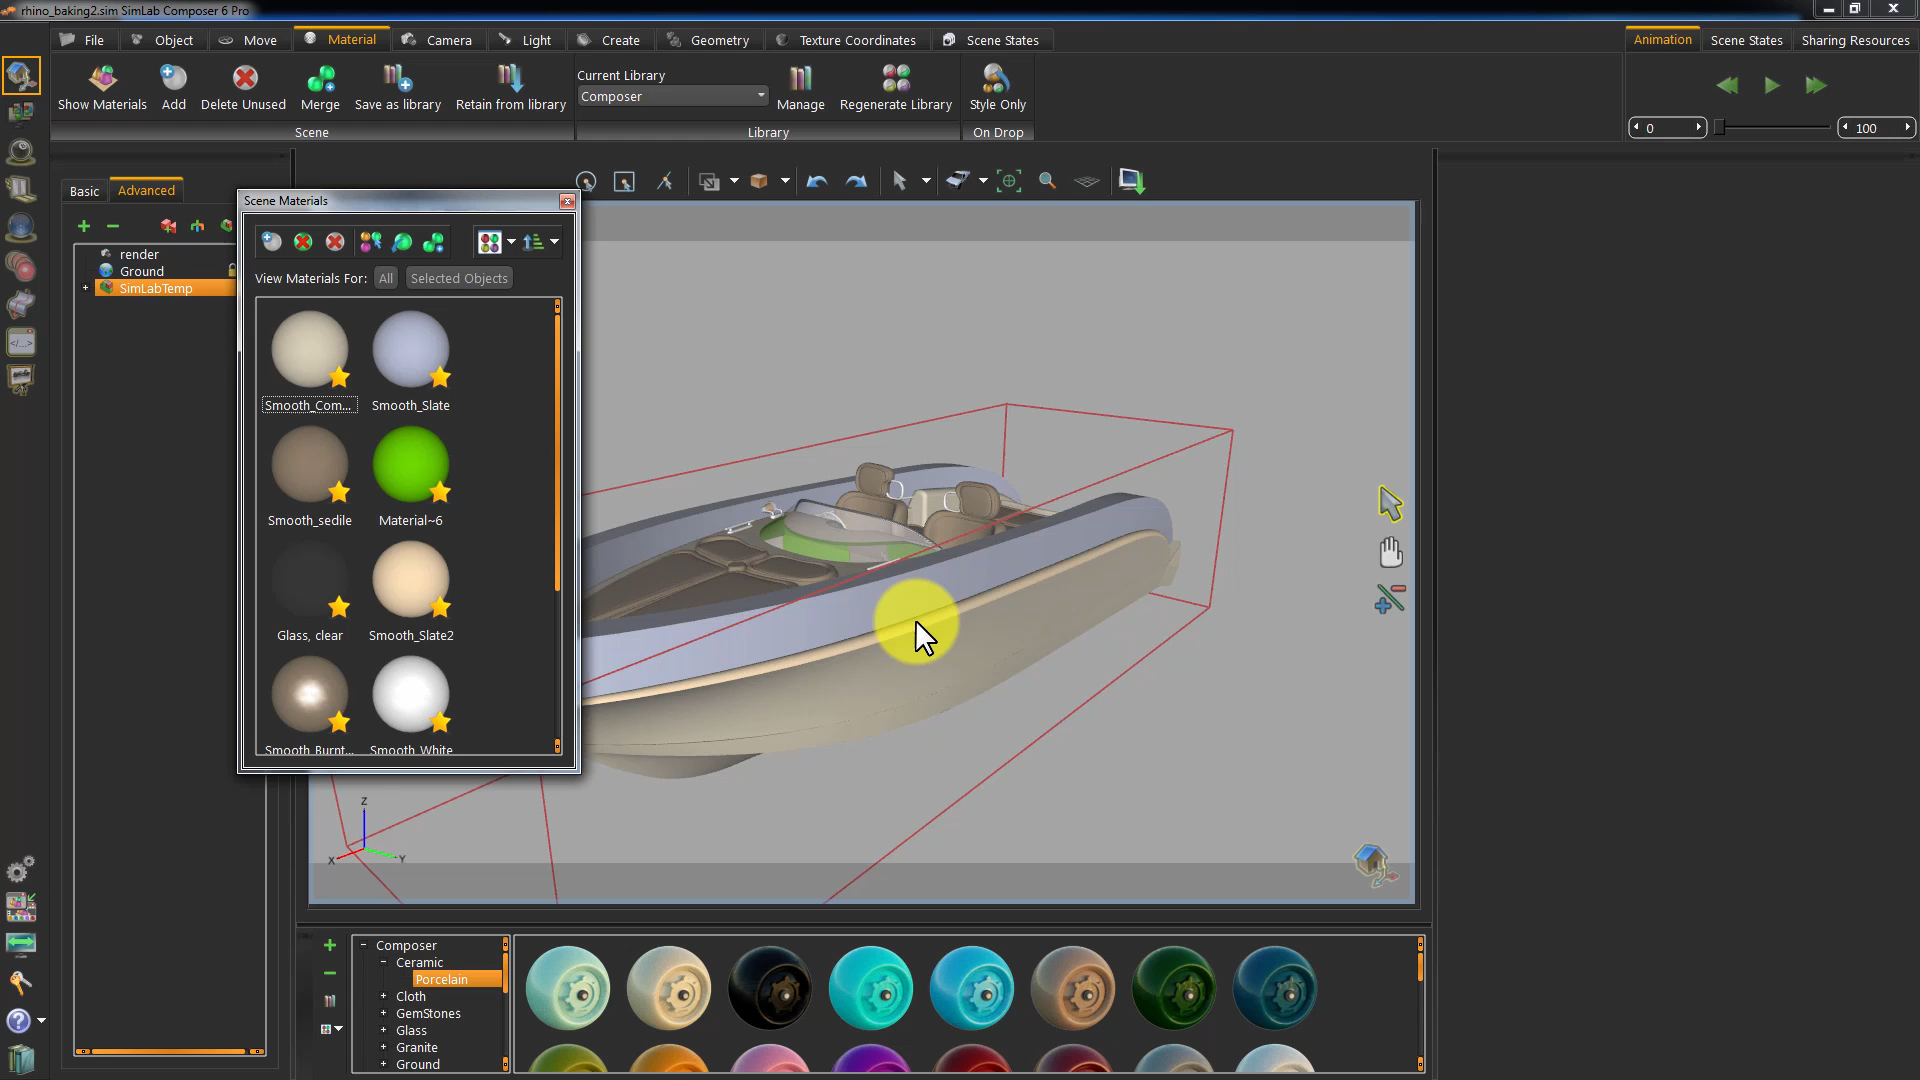 rhino_baking2.sim SimLab Composer 6 Pro
File Object Move Material Camera Light Create Geometry Texture Coordinates Scene States
Animation Scene States Sharing Resources
Show Materials Add Delete Unused Merge Save as library Retain from library
Current Library
Composer
Manage Regenerate Library Style Only
Scene Library On Drop
0 100
Basic Advanced
render
Ground
SimLabTemp
Scene Materials
View Materials For: All Selected Objects
Smooth_Com... Smooth_Slate
Smooth_sedile Material~6
Glass, clear Smooth_Slate2
Smooth_Burnt... Smooth_White
Z
X Y
Composer
Ceramic
Porcelain
Cloth
GemStones
Glass
Granite
Ground